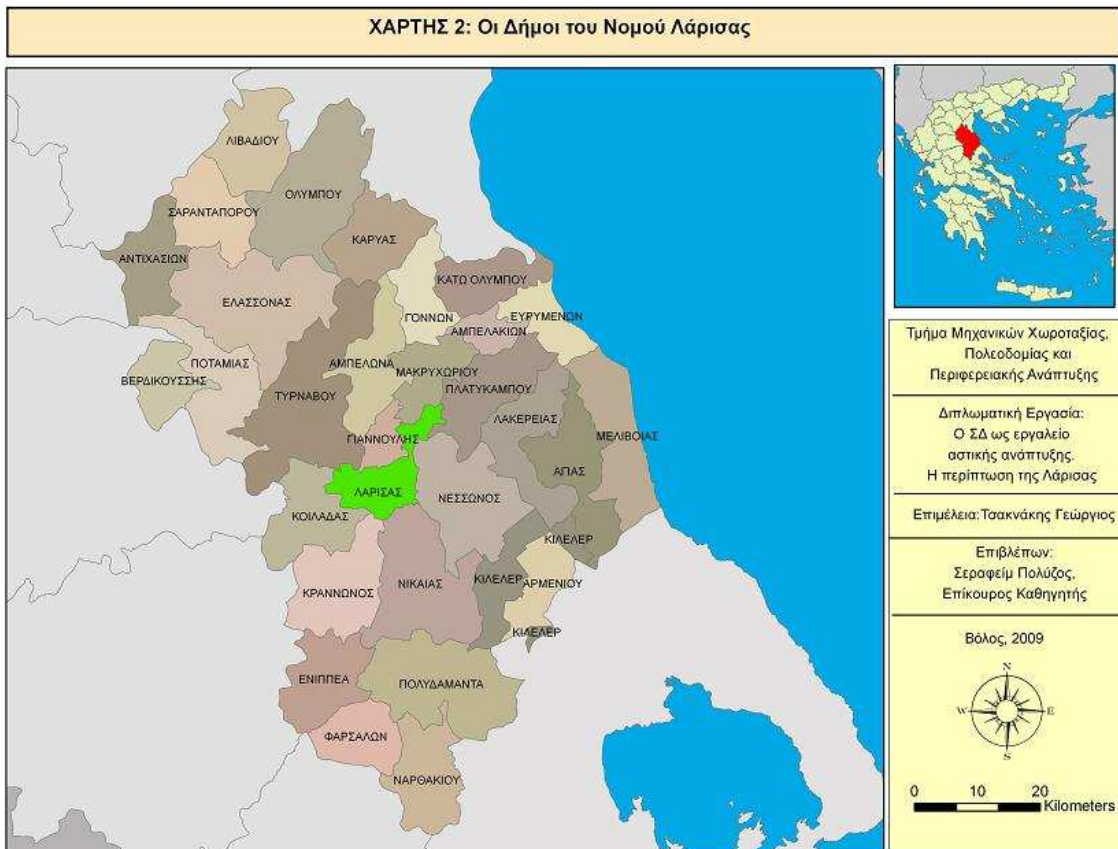 ΧΑΡΤΗΣ 2: Οι Δήμοι του Νομού Λάρισας
ΛΙΒΑΔΙΟΥ
ΟΛΥΜΠΟΥ
ΣΑΡΑΝΤΑΠΟΡΟΥ
ΚΑΡΥΑΣ
ΑΝΤΙΧΑΣΙΩΝ
ΚΑΤΩ ΟΛΥΜΠΟΥ
ΕΛΑΣΣΟΝΑΣ
ΓΟΝΝΩΝ
ΕΥΡΥΜΕΝΩΝ
ΑΜΠΕΛΑΚΙΩΝ
ΠΟΤΑΜΙΑΣ
ΑΜΠΕΛΩΝΑ
ΜΑΚΡΥΧΩΡΙΟΥ
ΒΕΡΔΙΚΟΥΣΣΗΣ
ΠΛΑΤΥΚΑΜΠΟΥ
ΤΥΡΝΑΒΟΥ
ΛΑΚΕΡΕΙΑΣ
ΓΙΑΝΝΟΥΛΗΣ
ΜΕΛΙΒΟΙΑΣ
ΑΓΙΑΣ
ΛΑΡΙΣΑΣ
ΝΕΣΣΩΝΟΣ
ΚΟΙΛΑΔΑΣ
ΚΙΛΕΛΕΡ
ΚΙΛΕΛΕΡ
ΑΡΜΕΝΙΟΥ
ΝΙΚΑΙΑΣ
ΚΡΑΝΝΩΝΟΣ
ΚΙΛΕΛΕΡ
ΕΝΙΠΠΕΑ
ΠΟΛΥΔΑΜΑΝΤΑ
ΦΑΡΣΑΛΩΝ
ΝΑΡΘΑΚΙΟΥ
Τμήμα Μηχανικών Χωροταξίας,
Πολεοδομίας και
Περιφερειακής Ανάπτυξης
Διπλωματική Εργασία:
Ο ΣΔ ως εργαλείο
αστικής ανάπτυξης.
Η περίπτωση της Λάρισας
Επιμέλεια:Τσακνάκης Γεώργιος
Επιβλέπων:
Σεραφείμ Πολύζος,
Επίκουρος Καθηγητής
Βόλος, 2009
N
W
E
S
0 10 20
Kilometers